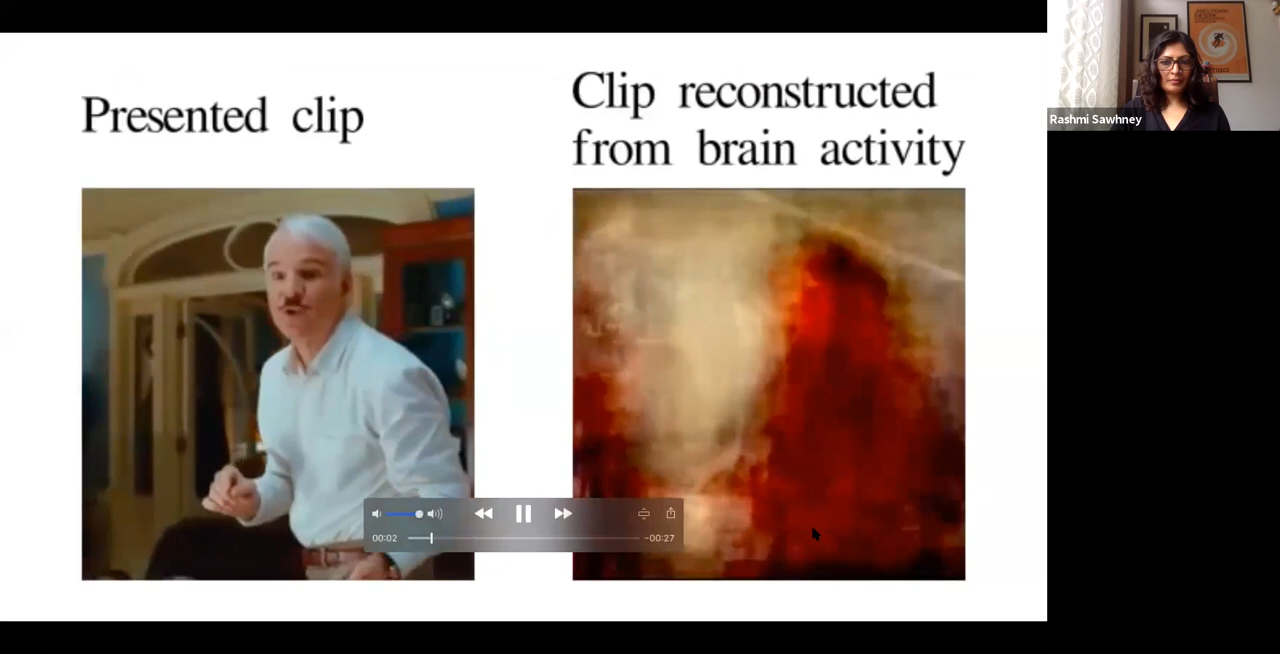 Presented clip
Clip reconstructed
from brain activity
Rashmi Sawhney
00:02
-00:27